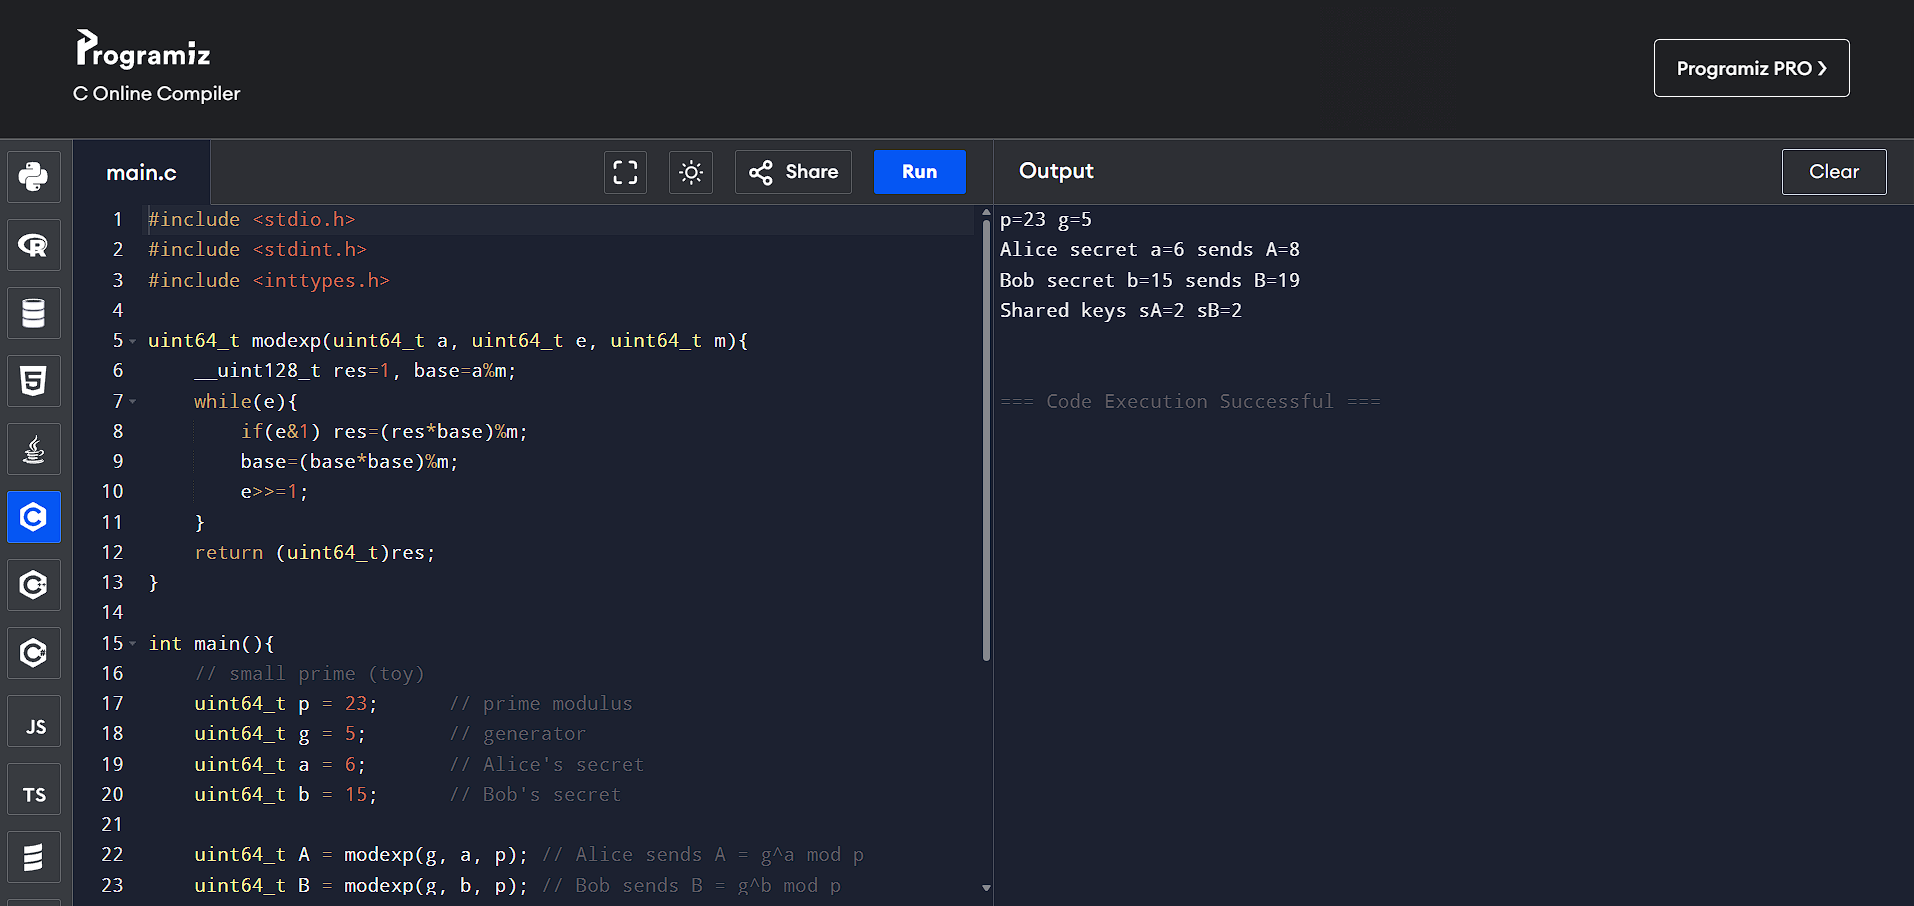 Programiz
C Online Compiler
Programiz PRO ❯
main.c
Share
Run
Output
Clear
1 #include <stdio.h>
2 #include <stdint.h>
3 #include <inttypes.h>
4
5 uint64_t modexp(uint64_t a, uint64_t e, uint64_t m){
6     __uint128_t res=1, base=a%m;
7     while(e){
8         if(e&1) res=(res*base)%m;
9         base=(base*base)%m;
10         e>>=1;
11     }
12     return (uint64_t)res;
13 }
14
15 int main(){
16     // small prime (toy)
17     uint64_t p = 23;      // prime modulus
18     uint64_t g = 5;       // generator
19     uint64_t a = 6;       // Alice's secret
20     uint64_t b = 15;      // Bob's secret
21
22     uint64_t A = modexp(g, a, p); // Alice sends A = g^a mod p
23     uint64_t B = modexp(g, b, p); // Bob sends B = g^b mod p
p=23 g=5
Alice secret a=6 sends A=8
Bob secret b=15 sends B=19
Shared keys sA=2 sB=2
=== Code Execution Successful ===
R
5
C
C++
C#
JS
TS